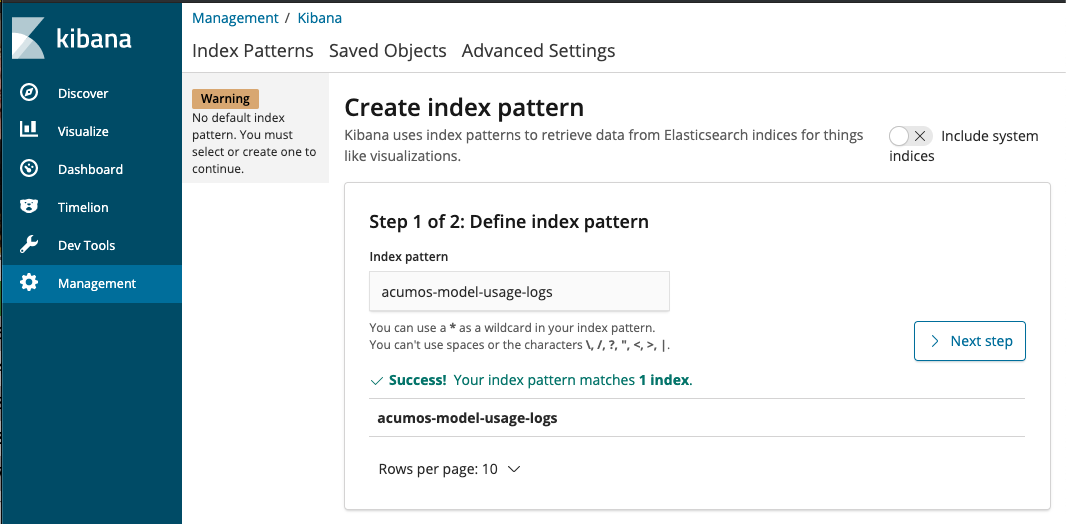 kibana
Discover
Visualize
Dashboard
Timelion
Dev Tools
Management
Management / Kibana
Index Patterns Saved Objects Advanced Settings
Warning
No default index
pattern. You must
select or create one to
continue.
Create index pattern
Kibana uses index patterns to retrieve data from Elasticsearch indices for things
like visualizations.
Include system
indices
Step 1 of 2: Define index pattern
Index pattern
acumos-model-usage-logs
You can use a * as a wildcard in your index pattern.
You can't use spaces or the characters \, /, ?, ", <, >, |.
Next step
Success! Your index pattern matches 1 index.
acumos-model-usage-logs
Rows per page: 10